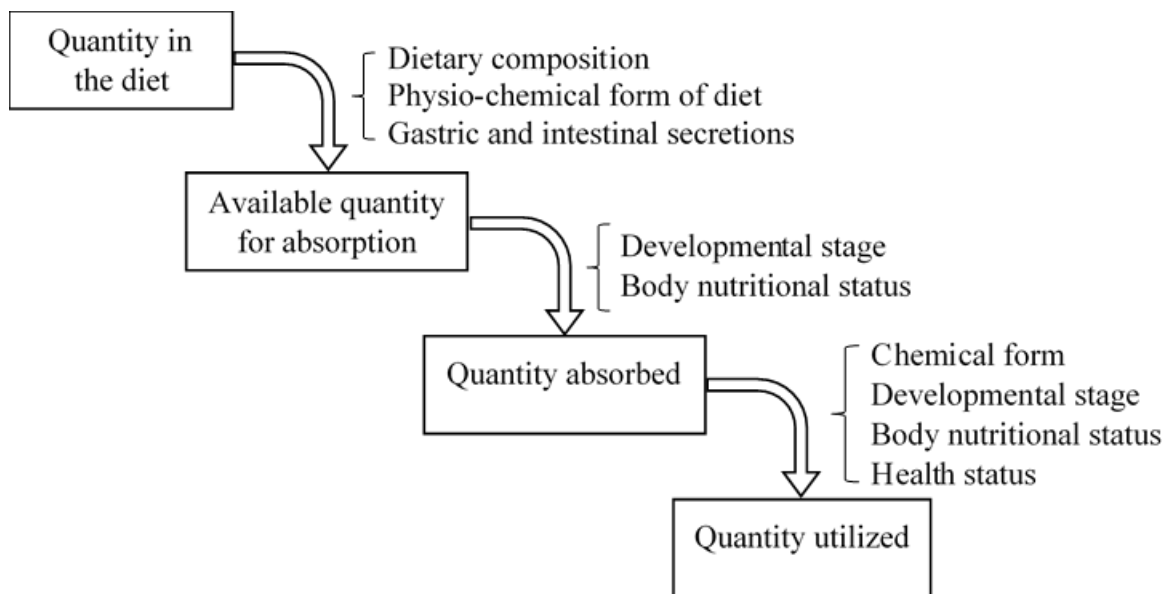 Quantity in
the diet
Dietary composition
Physio-chemical form of diet
Gastric and intestinal secretions
Available quantity
for absorption
Developmental stage
Body nutritional status
Quantity absorbed
Chemical form
Developmental stage
Body nutritional status
Health status
Quantity utilized